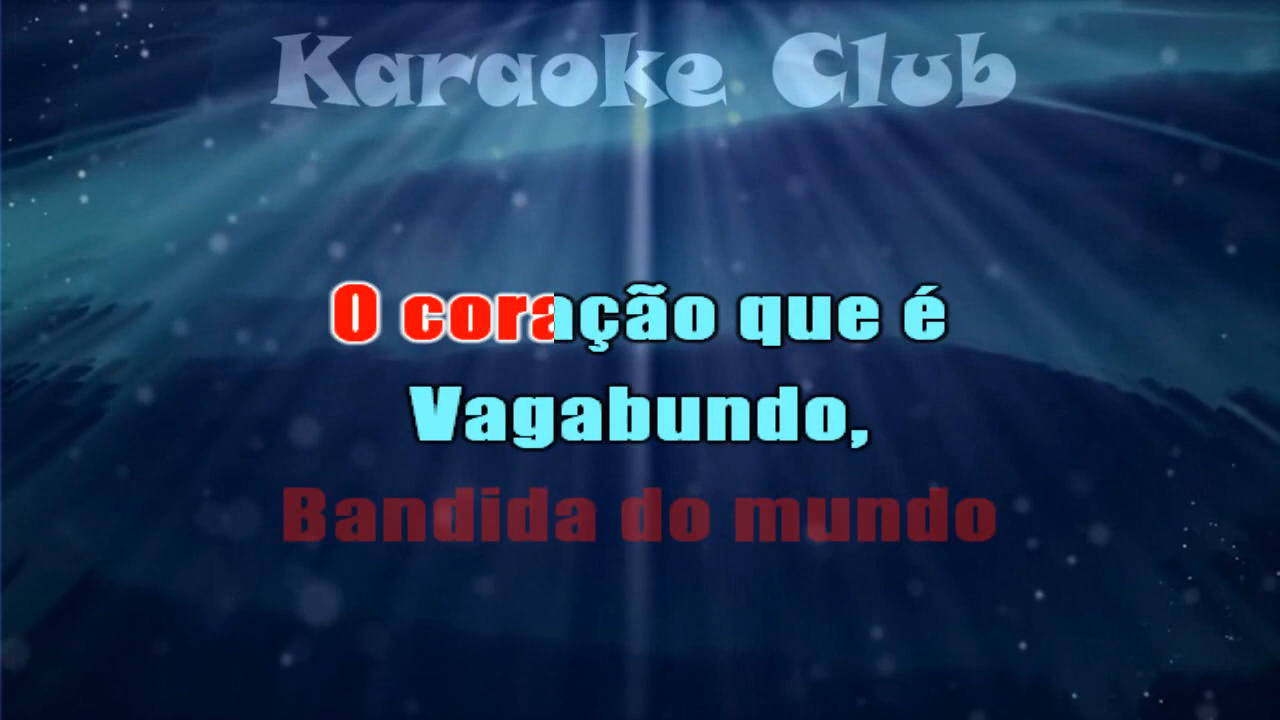 Karaoke Club
O coração que é
Vagabundo,
Bandida do mundo